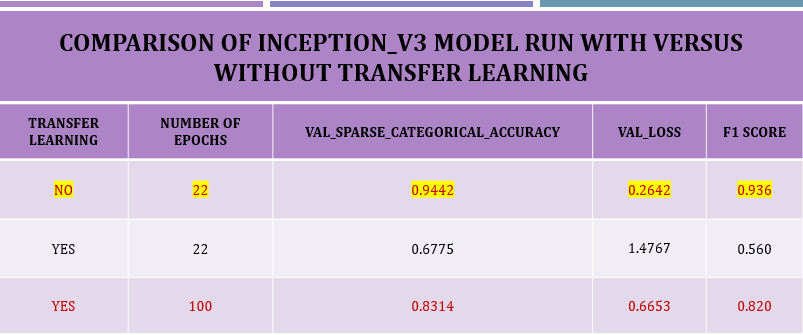 COMPARISON OF INCEPTION_V3 MODEL RUN WITH VERSUS
WITHOUT TRANSFER LEARNING
TRANSFER LEARNING NUMBER OF EPOCHS VAL_SPARSE_CATEGORICAL_ACCURACY VAL_LOSS F1 SCORE
NO 22 0.9442 0.2642 0.936
YES 22 0.6775 1.4767 0.560
YES 100 0.8314 0.6653 0.820